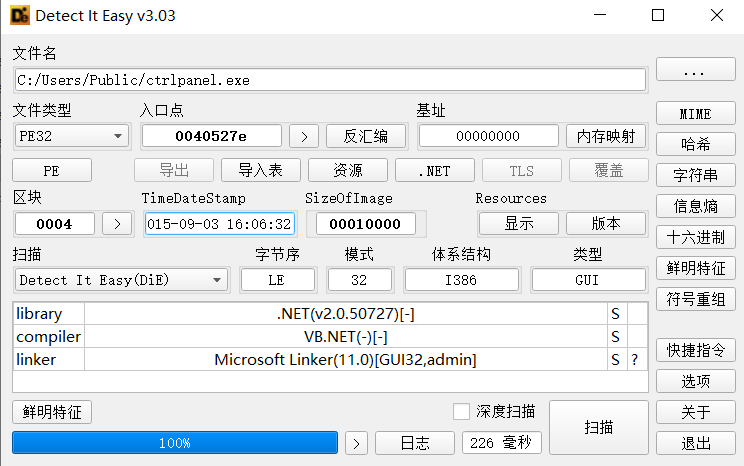 Detect It Easy v3.03
文件名
C:/Users/Public/ctrlpanel.exe
...
文件类型 入口点 基址
PE32 0040527e > 反汇编 00000000 内存映射 MIME
哈希
PE 导出 导入表 资源 .NET TLS 覆盖 字符串
区块 TimeDateStamp SizeOfImage Resources 信息熵
0004 > 015-09-03 16:06:32 00010000 显示 版本 十六进制
扫描 字节序 模式 体系结构 类型 鲜明特征
Detect It Easy(DiE) LE 32 I386 GUI 符号重组
library .NET(v2.0.50727)[-] S
compiler VB.NET(-)[-] S
linker Microsoft Linker(11.0)[GUI32,admin] S ?
快捷指令
选项
鲜明特征 深度扫描 扫描 关于
100% > 日志 226 毫秒 退出